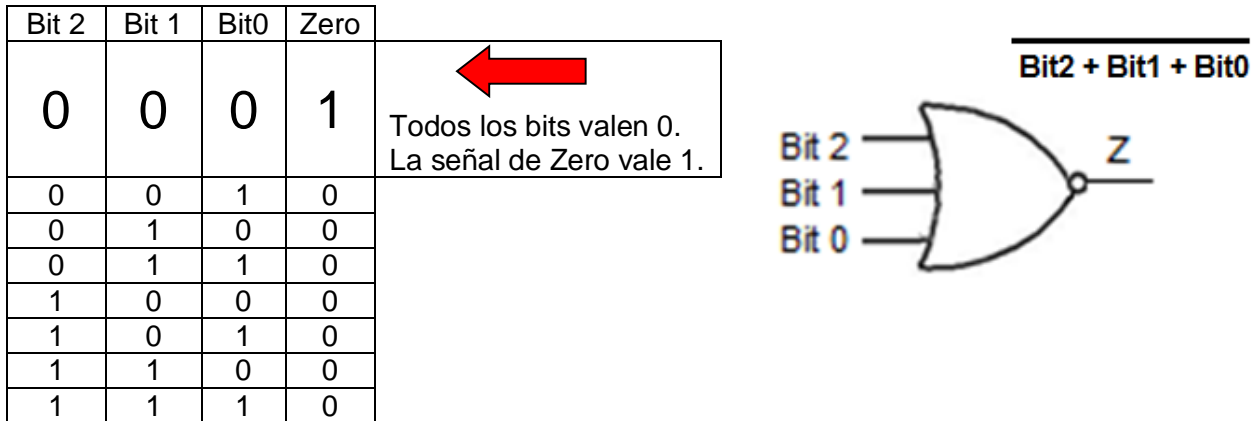 Bit 2 Bit 1 Bit0 Zero
0 0 0 1
Todos los bits valen 0.
La señal de Zero vale 1.
0 0 1 0
0 1 0 0
0 1 1 0
1 0 0 0
1 0 1 0
1 1 0 0
1 1 1 0
Bit2 + Bit1 + Bit0
Bit 2
Bit 1
Bit 0
Z